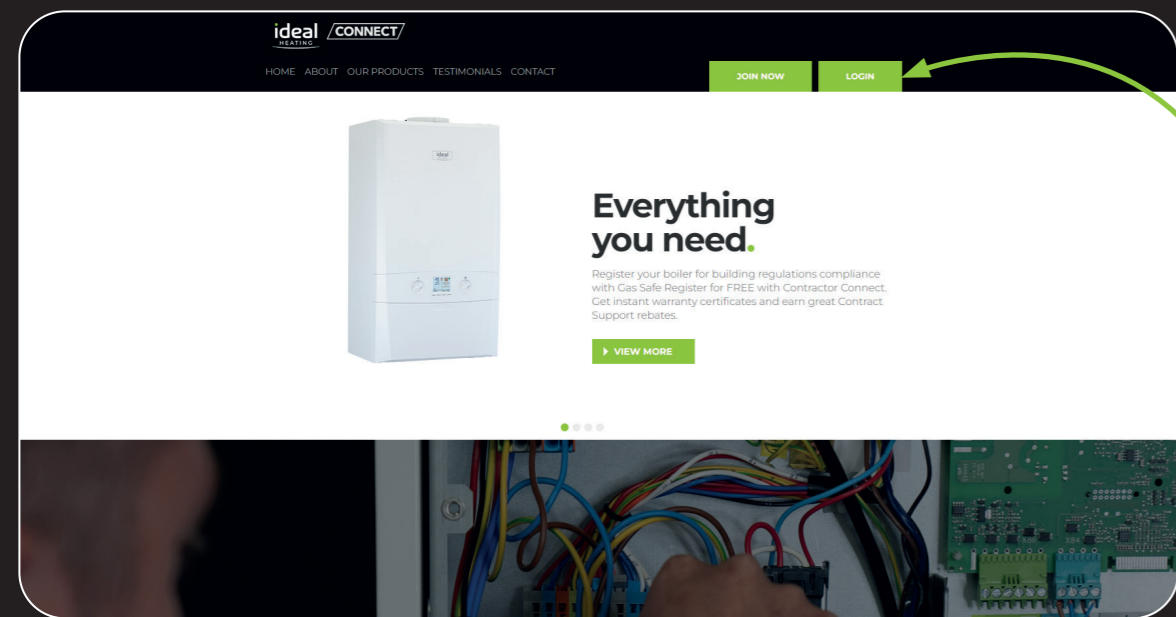 ideal
HEATING
CONNECT
HOME ABOUT OUR PRODUCTS TESTIMONIALS CONTACT
JOIN NOW
LOGIN
ideal
Everything
you need.
Register your boiler for building regulations compliance
with Gas Safe Register for FREE with Contractor Connect.
Get instant warranty certificates and earn great Contract
Support rebates.
VIEW MORE
X84